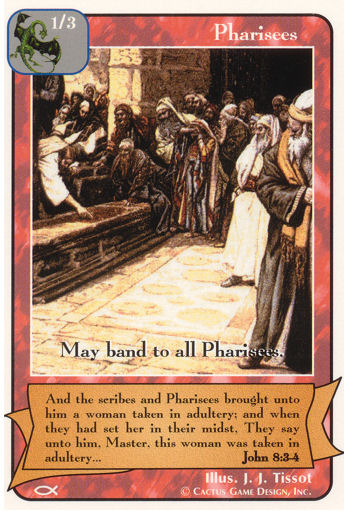 1/3
Pharisees
May band to all Pharisees.
And the scribes and Pharisees brought unto
him a woman taken in adultery; and when
they had set her in their midst, They say
unto him, Master, this woman was taken in
adultery... John 8:3-4
Illus. J. J. Tissot
© Cactus Game Design, Inc.